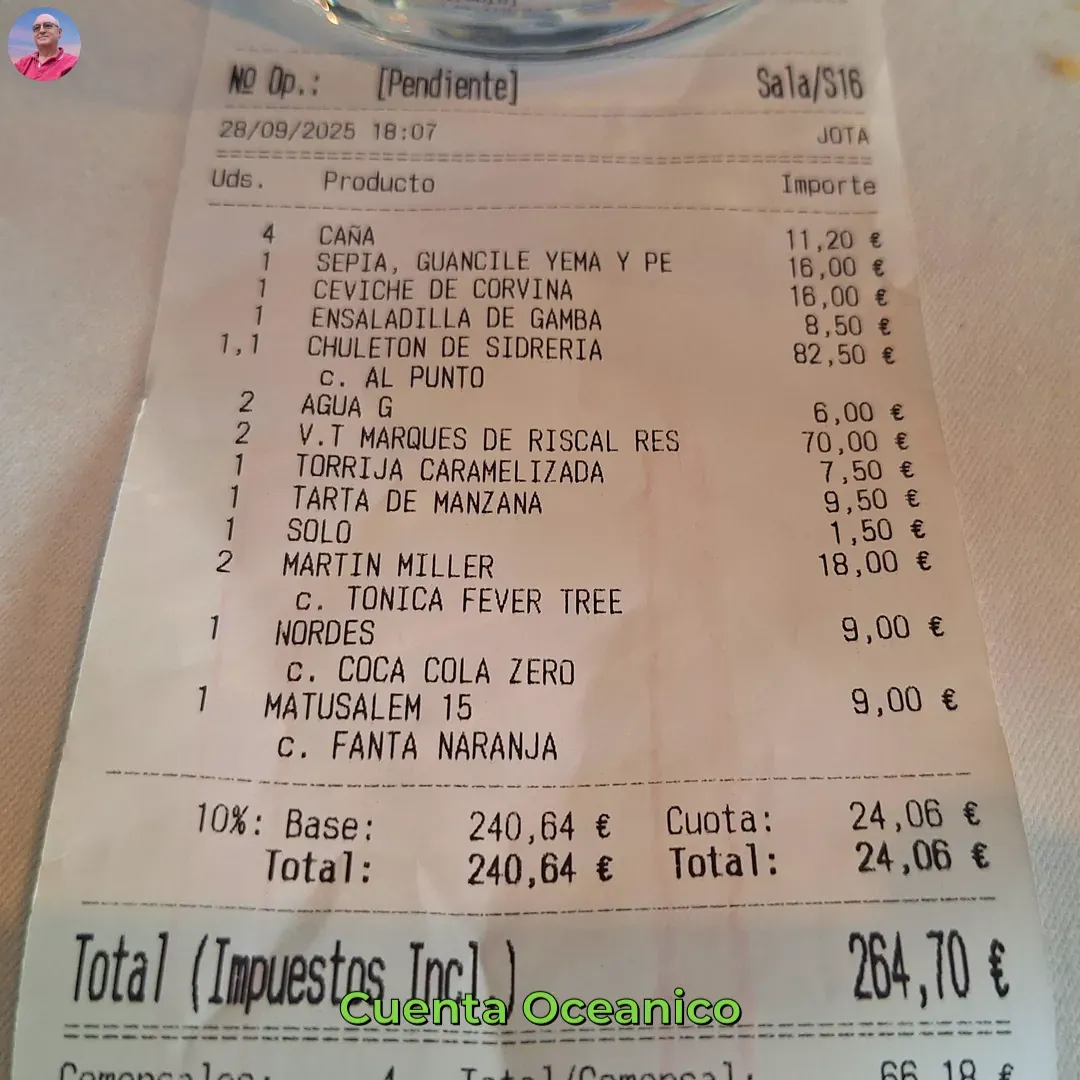 Nº Op.: [Pendiente] Sala/S16
28/09/2025 18:07 JOTA
Uds. Producto Importe
4 CAÑA 11,20 €
1 SEPIA, GUANCILE YEMA Y PE 16,00 €
1 CEVICHE DE CORVINA 16,00 €
1 ENSALADILLA DE GAMBA 8,50 €
1,1 CHULETON DE SIDRERIA 82,50 €
c. AL PUNTO
2 AGUA G 6,00 €
2 V.T MARQUES DE RISCAL RES 70,00 €
1 TORRIJA CARAMELIZADA 7,50 €
1 TARTA DE MANZANA 9,50 €
1 SOLO 1,50 €
2 MARTIN MILLER 18,00 €
c. TONICA FEVER TREE
1 NORDES 9,00 €
c. COCA COLA ZERO
1 MATUSALEM 15 9,00 €
c. FANTA NARANJA
10%: Base: 240,64 € Cuota: 24,06 €
Total: 240,64 € Total: 24,06 €
Total (Impuestos Incl.) 264,70 €
Cuenta Oceanico
Comensales: 4 Total/Comensal: 66,18 €